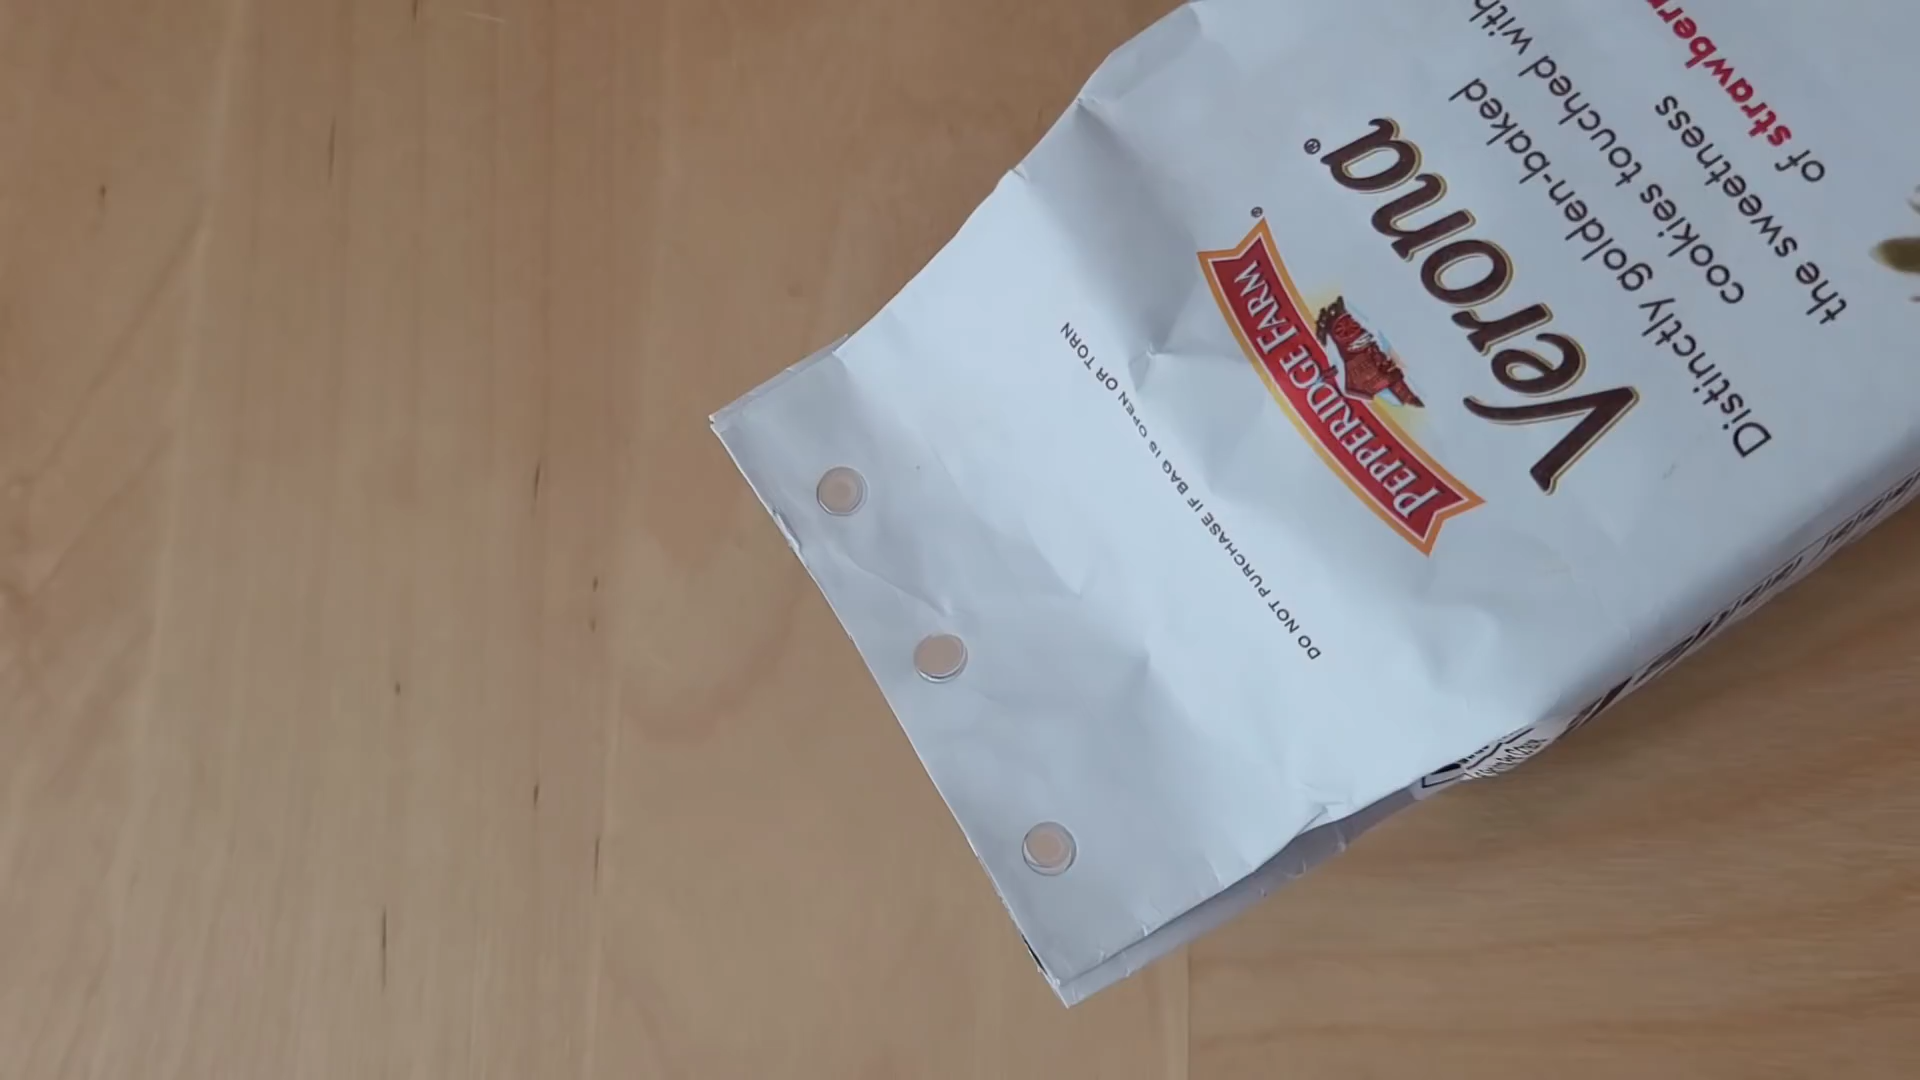 DO NOT PURCHASE IF BAG IS OPEN OR TORN
PEPPERIDGE FARM®
Verona®
Distinctly golden-baked
cookies touched with
the sweetness
of